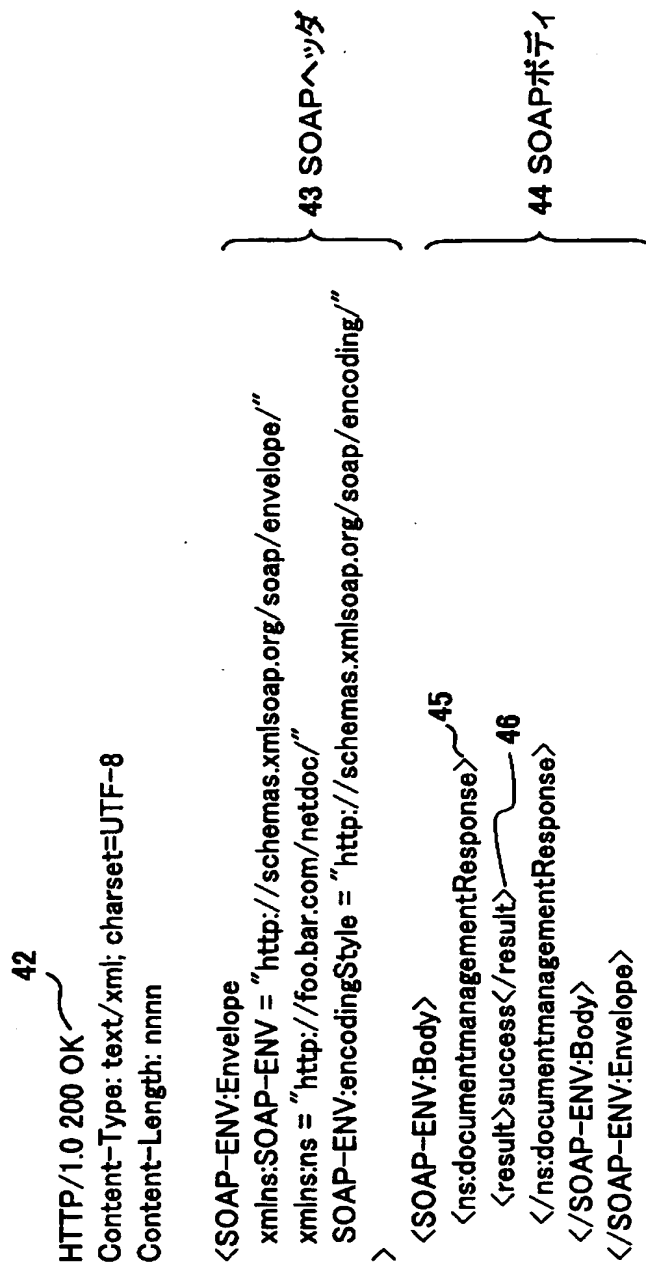 42
HTTP/1.0 200 OK
Content-Type: text/xml; charset=UTF-8
Content-Length: nnnn
<SOAP-ENV:Envelope
xmlns:SOAP-ENV = "http://schemas.xmlsoap.org/soap/envelope/"
xmlns:ns = "http://foo.bar.com/netdoc/"
SOAP-ENV:encodingStyle = "http://schemas.xmlsoap.org/soap/encoding/"
>
43 SOAPヘッダ
<SOAP-ENV:Body>
<ns:documentmanagementResponse> 45
<result>success</result> 46
</ns:documentmanagementResponse>
</SOAP-ENV:Body>
</SOAP-ENV:Envelope>
44 SOAPボディ